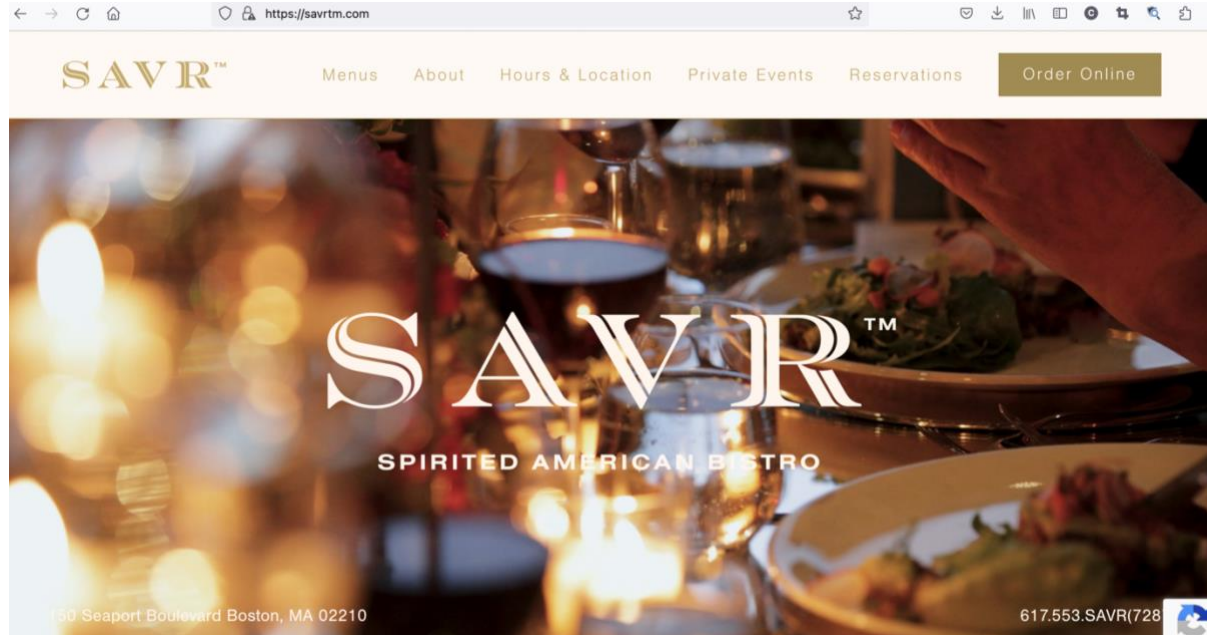 https://savrtm.com
SAVR™
Menus About Hours & Location Private Events Reservations Order Online
SAVR™
SPIRITED AMERICAN BISTRO
Seaport Boulevard Boston, MA 02210
617.553.SAVR(728